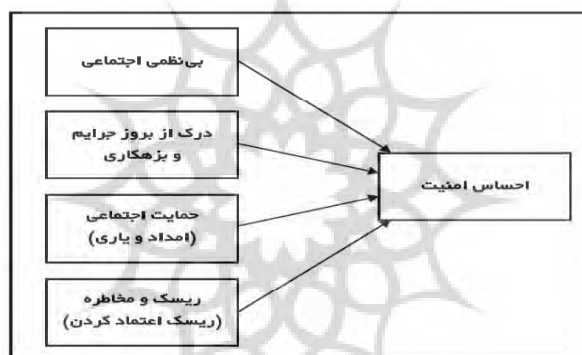 بی‌نظمی اجتماعی
درک از بروز جرایم
و بزهکاری
حمایت اجتماعی
(امداد و یاری)
ریسک و مخاطره
(ریسک اعتماد کردن)
احساس امنیت